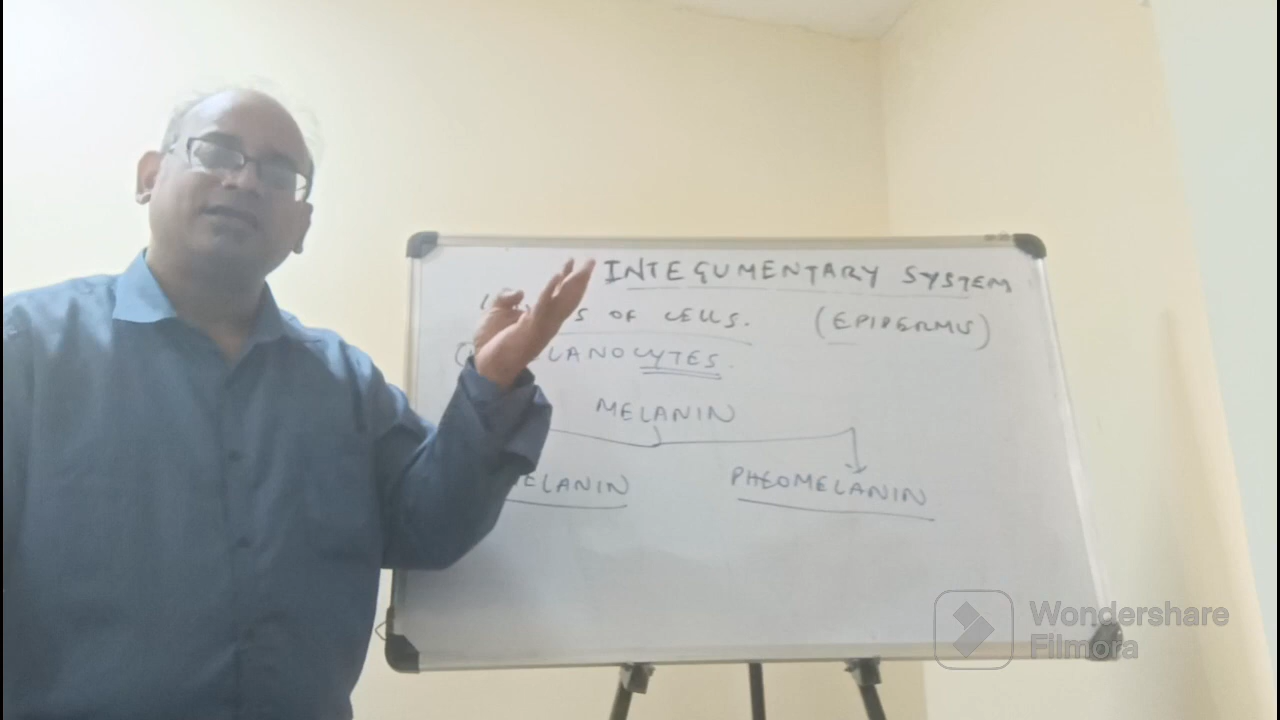 INTEGUMENTARY SYSTEM
OF CELLS. (EPIDERMIS)
LANOCYTES.
MELANIN
ELANIN PHEOMELANIN
Wondershare
Filmora